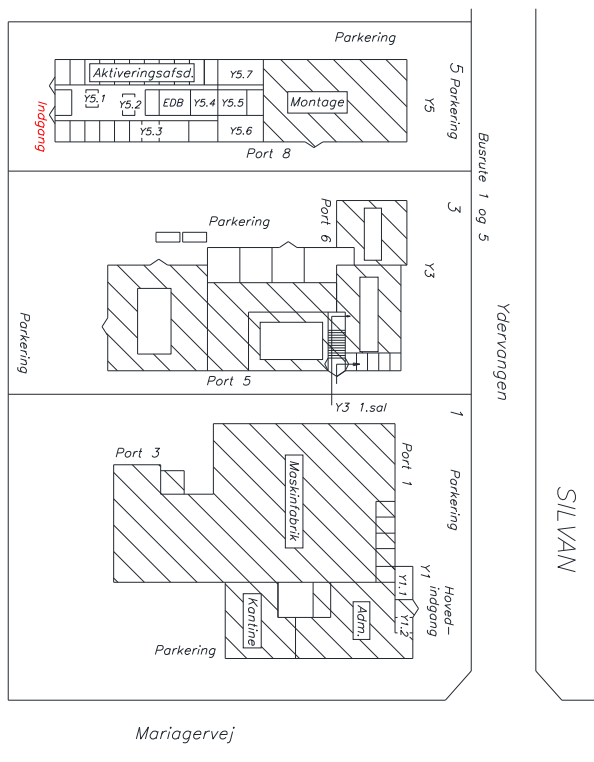 Parkering
5 Parkering
Y5
Aktiveringsafsd.
Y5.7
Y5.1
Y5.2
EDB
Y5.4
Y5.5
Montage
Y5.3
Y5.6
Indgang
Port 8
Busrute 1 og 5
3
Y3
Port 6
Parkering
Parkering
Port 5
Y3 1.sal
Ydervangen
1
Port 3
Port 1
Parkering
Maskinfabrik
SILVAN
Y1
Hoved-
indgang
Y1.1
Y1.2
Kantine
Adm.
Parkering
Mariagervej